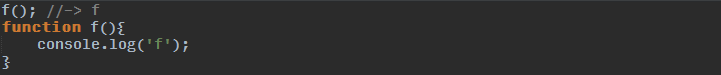 f(); //-> f
function f(){
    console.log('f');
}